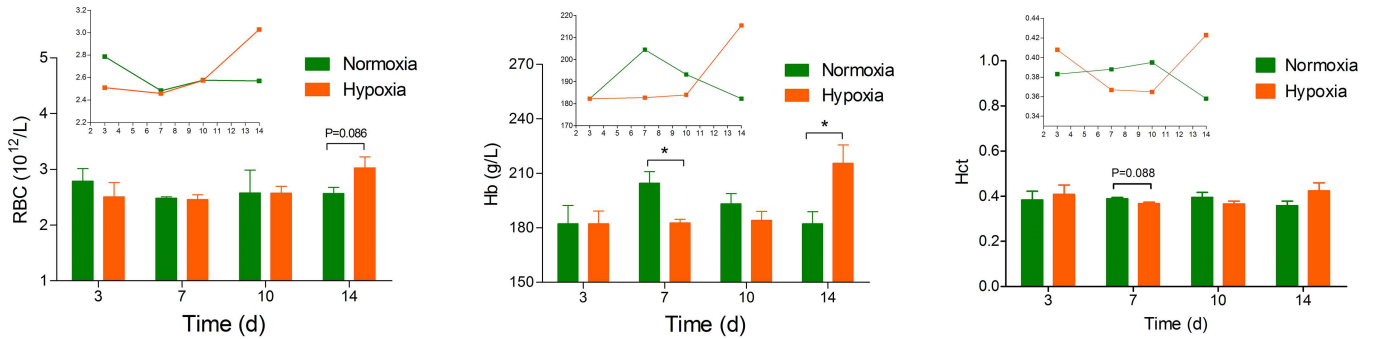 3.2
3.0
2.8
2.6
2.4
2.2
2 3 4 5 6 7 8 9 10 11 12 13 14
5
4
3
2
1
RBC (10^12/L)
Normoxia
Hypoxia
P=0.086
3 7 10 14
Time (d)
220
210
200
190
180
170
2 3 4 5 6 7 8 9 10 11 12 13 14
270
240
210
180
150
Hb (g/L)
Normoxia
Hypoxia
*
*
3 7 10 14
Time (d)
0.44
0.42
0.40
0.38
0.36
0.34
2 3 4 5 6 7 8 9 10 11 12 13 14
1.0
0.8
0.6
0.4
0.2
0.0
Hct
Normoxia
Hypoxia
P=0.088
3 7 10 14
Time (d)